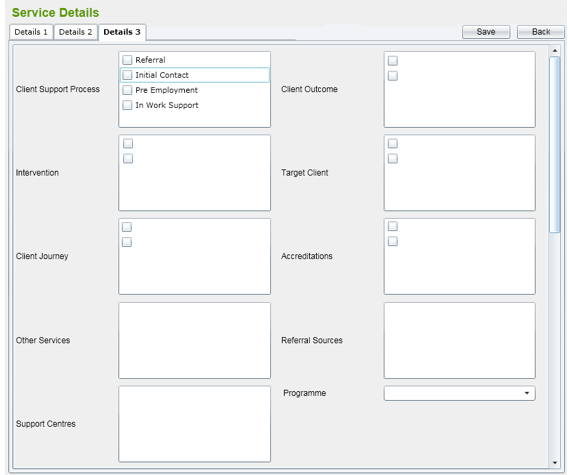 Service Details
Details 1 Details 2 Details 3 Save Back
Client Support Process
Referral
Initial Contact
Pre Employment
In Work Support
Client Outcome
Intervention
Target Client
Client Journey
Accreditations
Other Services
Referral Sources
Support Centres
Programme